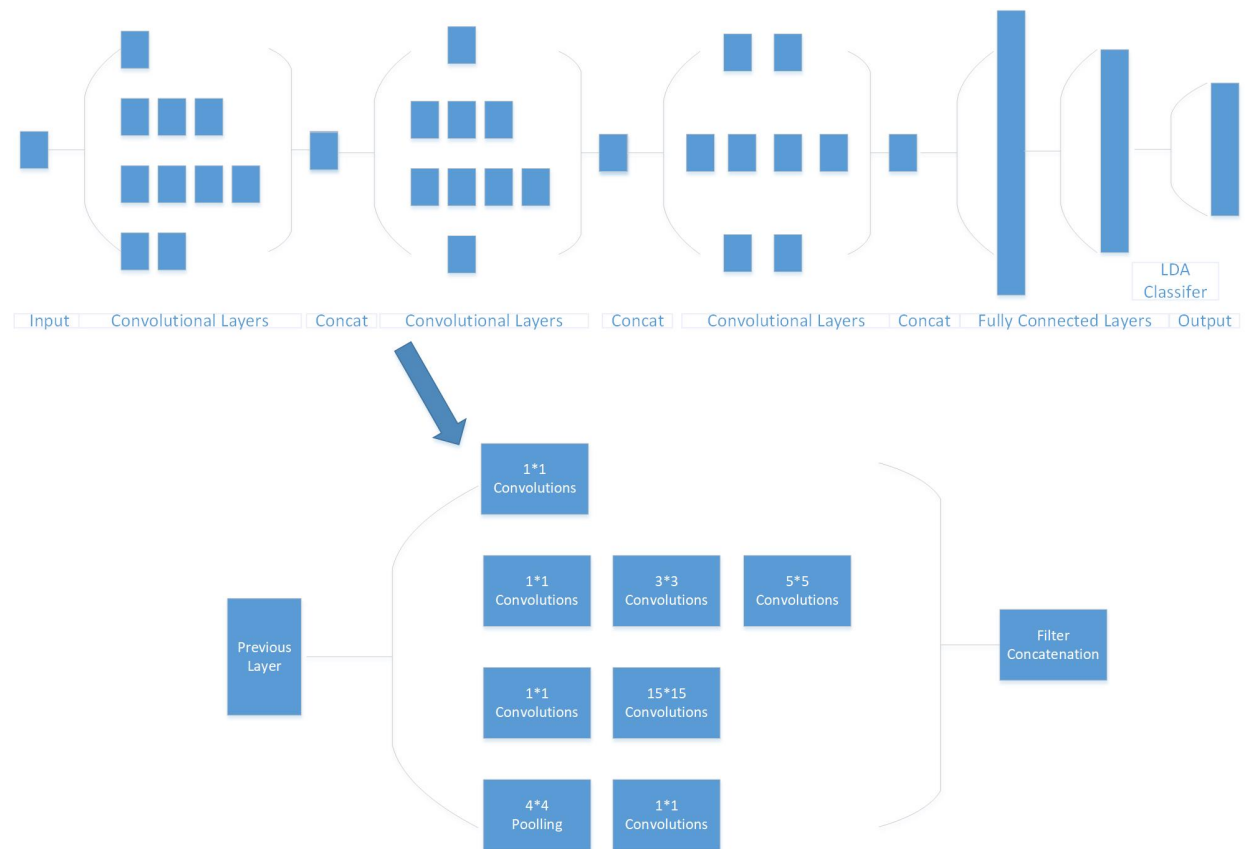 LDA
Classifer
Input
Convolutional Layers
Concat
Convolutional Layers
Concat
Convolutional Layers
Concat
Fully Connected Layers
Output
1*1
Convolutions
1*1
Convolutions
3*3
Convolutions
5*5
Convolutions
Previous
Layer
Filter
Concatenation
1*1
Convolutions
15*15
Convolutions
4*4
Poolling
1*1
Convolutions